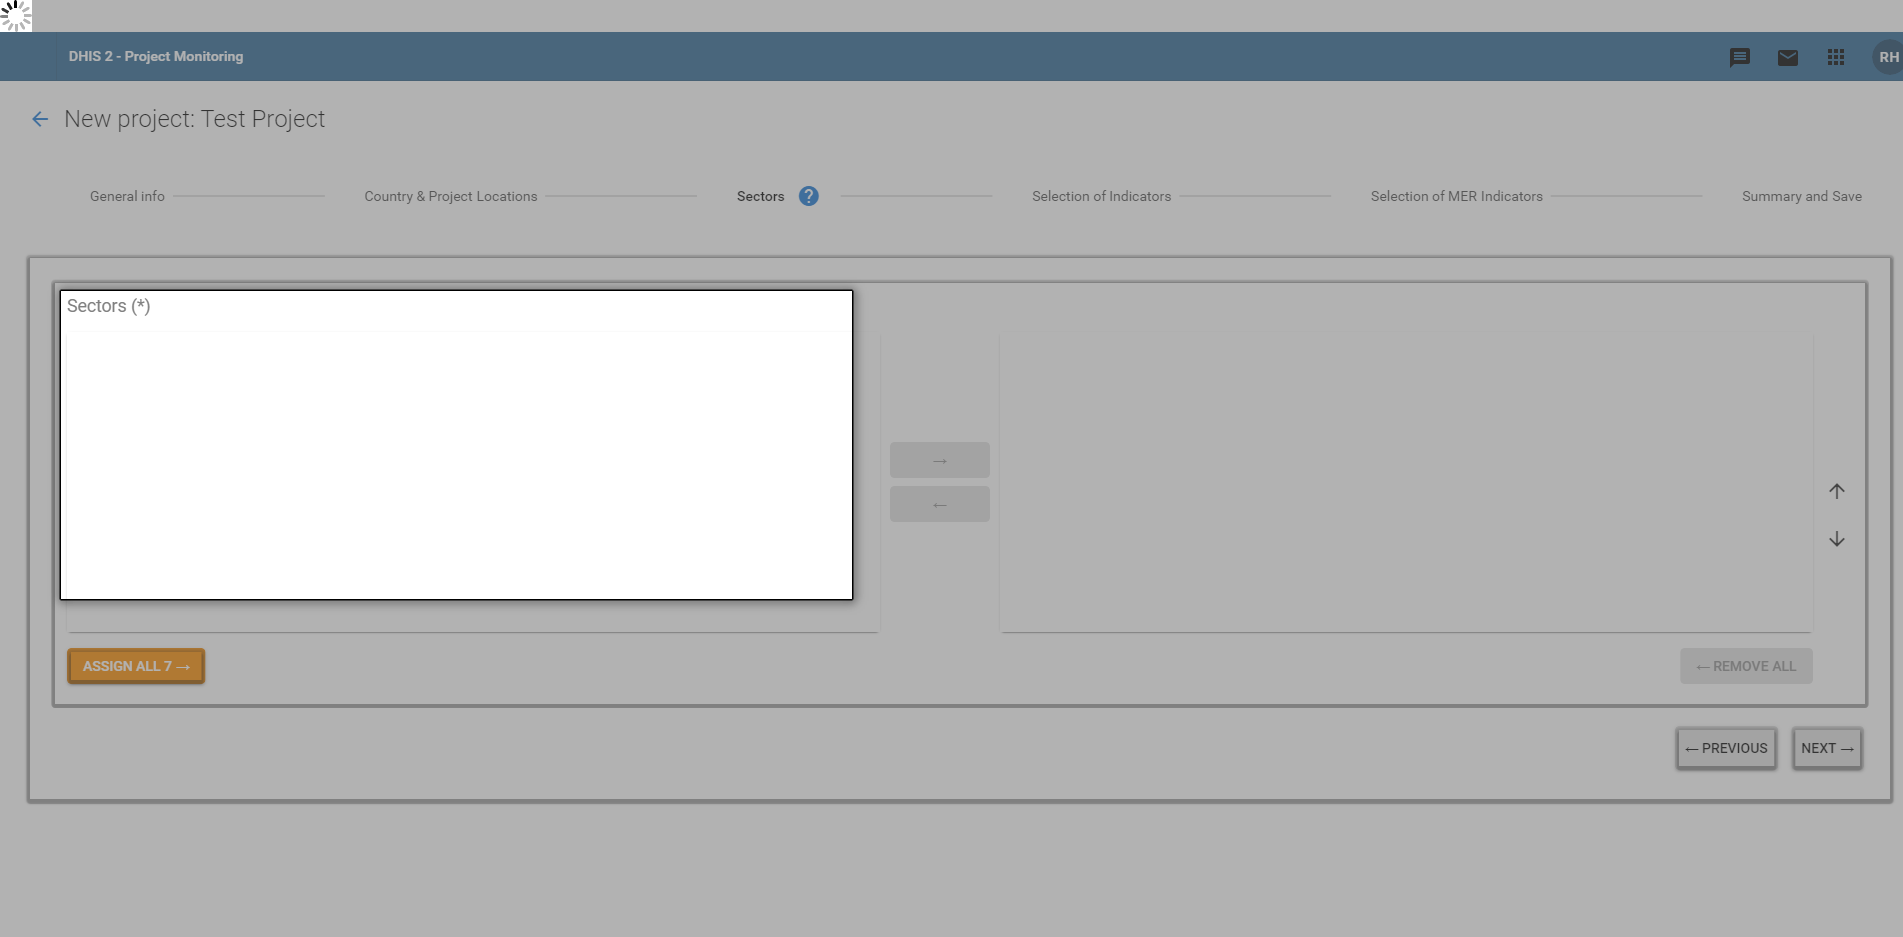 DHIS 2 - Project Monitoring
RH
New project: Test Project
General info
Country & Project Locations
Sectors
?
Selection of Indicators
Selection of MER Indicators
Summary and Save
Sectors (*)
→
←
↑
↓
ASSIGN ALL 7 →
← REMOVE ALL
← PREVIOUS
NEXT →